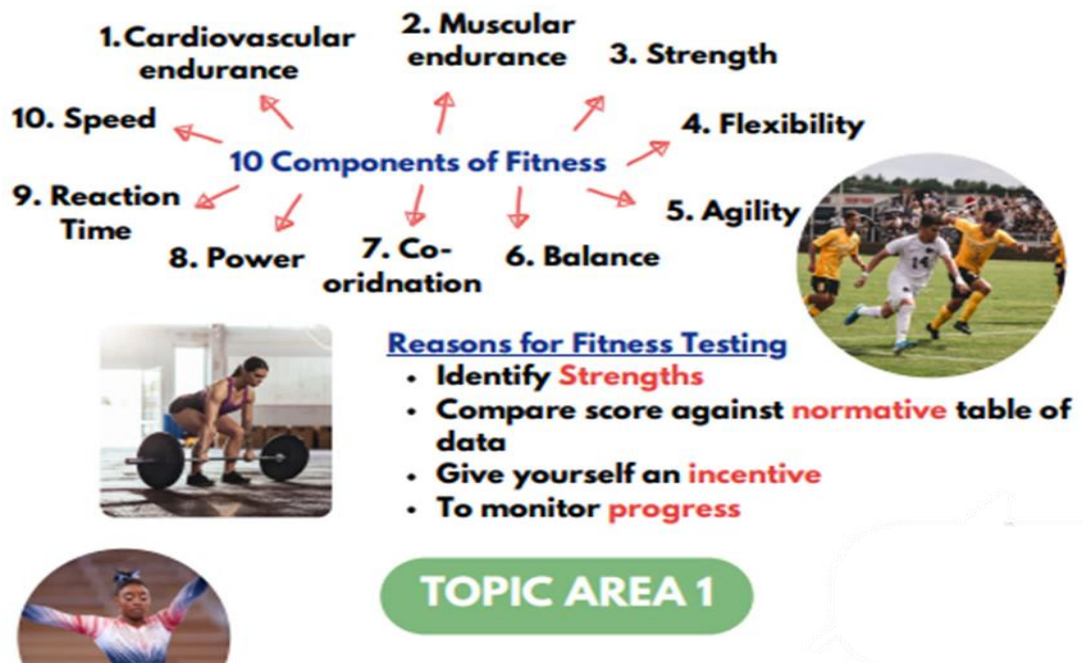 1.Cardiovascular
endurance
2. Muscular
endurance
3. Strength
10. Speed
4. Flexibility
10 Components of Fitness
9. Reaction
Time
5. Agility
8. Power
7. Co-
oridnation
6. Balance
14
Reasons for Fitness Testing
• Identify Strengths
• Compare score against normative table of
data
• Give yourself an incentive
• To monitor progress
TOPIC AREA 1